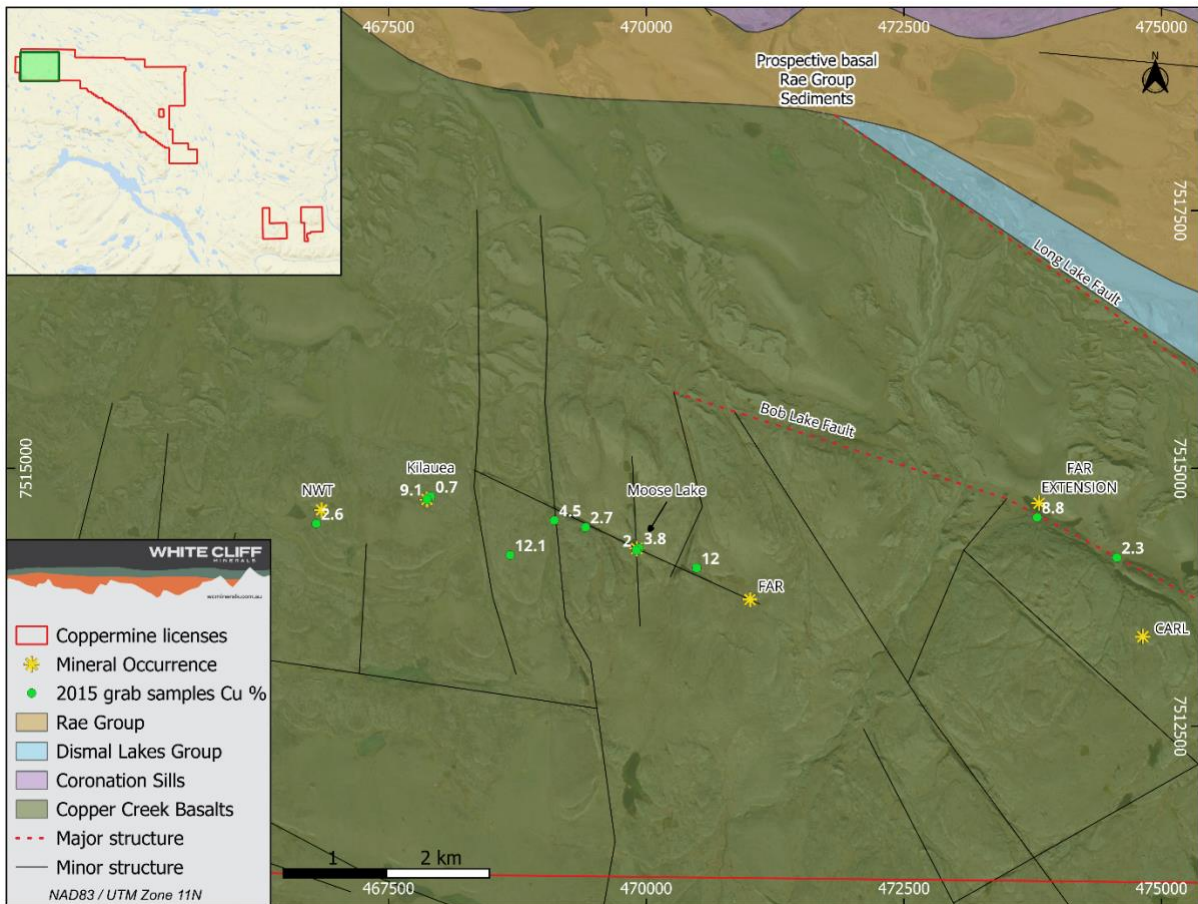 467500
470000
472500
475000
Prospective basal
Rae Group
Sediments
N
7517500
Long Lake Fault
Bob Lake Fault
7515000
7515000
NWT
2.6
Kilauea
9.1
0.7
4.5
2.7
12.1
Moose Lake
2
3.8
12
FAR
FAR
EXTENSION
8.8
2.3
CARL
7512500
WHITE CLIFF
MINERALS
wcminerals.com.au
Coppermine licenses
Mineral Occurrence
2015 grab samples Cu %
Rae Group
Dismal Lakes Group
Coronation Sills
Copper Creek Basalts
Major structure
Minor structure
NAD83 / UTM Zone 11N
1
2 km
467500
470000
472500
475000